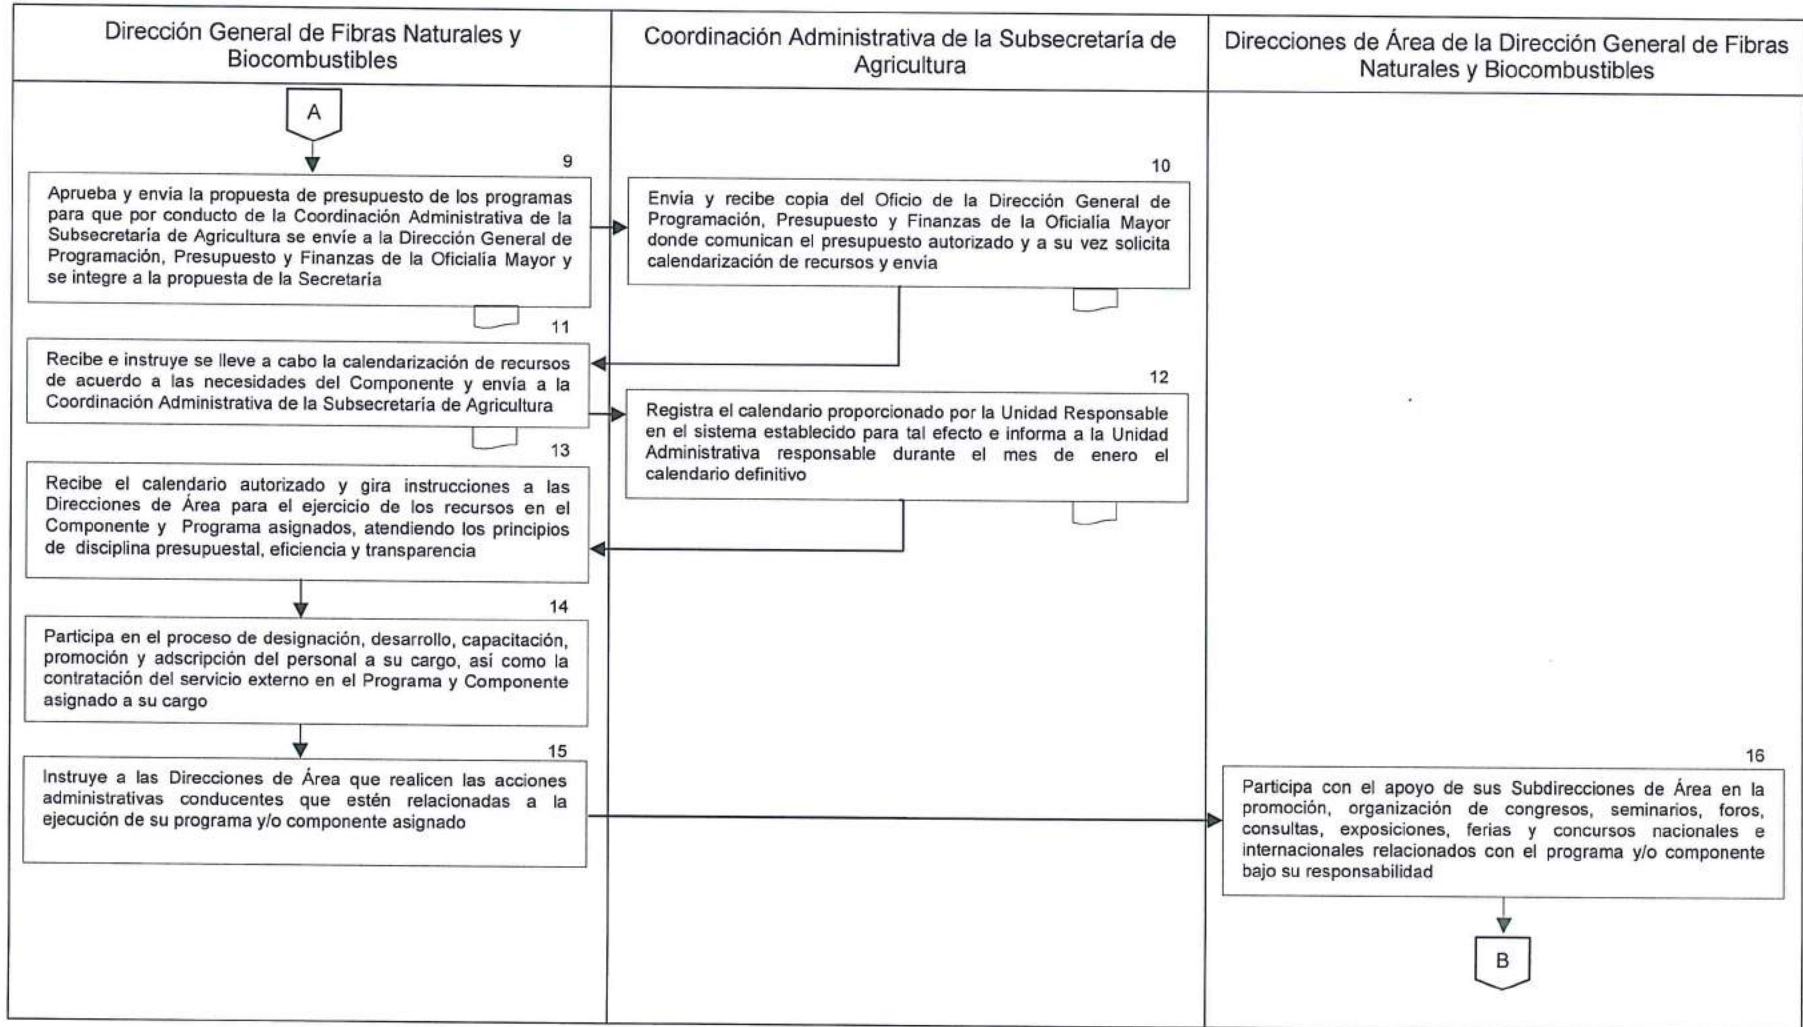 Dirección General de Fibras Naturales y
Biocombustibles
Coordinación Administrativa de la Subsecretaría de
Agricultura
Direcciones de Área de la Dirección General de Fibras
Naturales y Biocombustibles
A
9
Aprueba y envía la propuesta de presupuesto de los programas
para que por conducto de la Coordinación Administrativa de la
Subsecretaría de Agricultura se envíe a la Dirección General de
Programación, Presupuesto y Finanzas de la Oficialía Mayor y
se integre a la propuesta de la Secretaría
10
Envía y recibe copia del Oficio de la Dirección General de
Programación, Presupuesto y Finanzas de la Oficialía Mayor
donde comunican el presupuesto autorizado y a su vez solicita
calendarización de recursos y envía
11
Recibe e instruye se lleve a cabo la calendarización de recursos
de acuerdo a las necesidades del Componente y envía a la
Coordinación Administrativa de la Subsecretaría de Agricultura
12
Registra el calendario proporcionado por la Unidad Responsable
en el sistema establecido para tal efecto e informa a la Unidad
Administrativa responsable durante el mes de enero el
calendario definitivo
13
Recibe el calendario autorizado y gira instrucciones a las
Direcciones de Área para el ejercicio de los recursos en el
Componente y Programa asignados, atendiendo los principios
de disciplina presupuestal, eficiencia y transparencia
14
Participa en el proceso de designación, desarrollo, capacitación,
promoción y adscripción del personal a su cargo, así como la
contratación del servicio externo en el Programa y Componente
asignado a su cargo
15
Instruye a las Direcciones de Área que realicen las acciones
administrativas conducentes que estén relacionadas a la
ejecución de su programa y/o componente asignado
16
Participa con el apoyo de sus Subdirecciones de Área en la
promoción, organización de congresos, seminarios, foros,
consultas, exposiciones, ferias y concursos nacionales e
internacionales relacionados con el programa y/o componente
bajo su responsabilidad
B